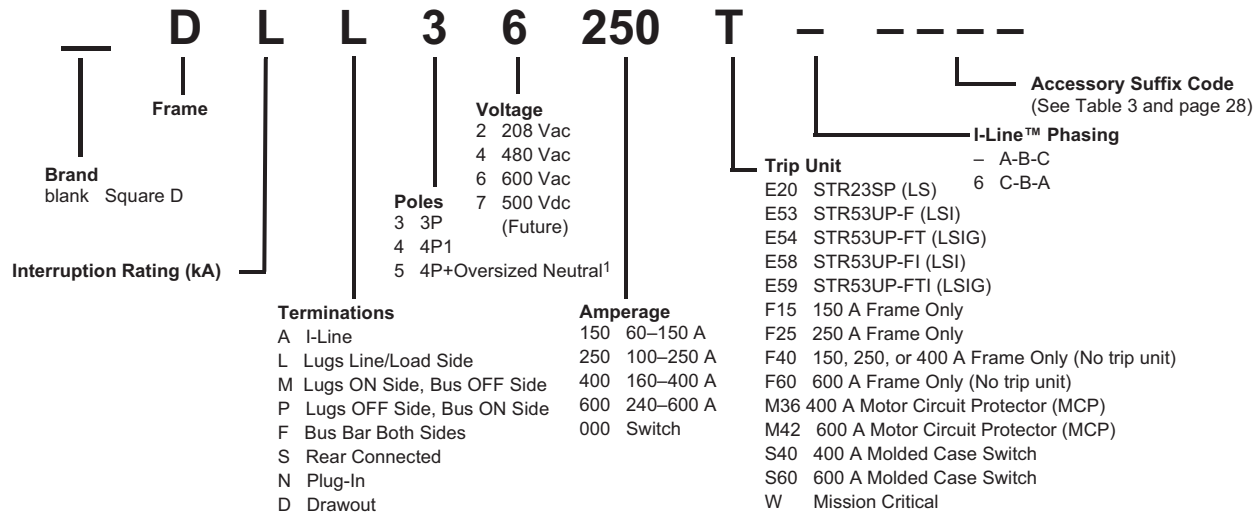 D L L 3 6 250 T – – – – –
Accessory Suffix Code
(See Table 3 and page 28)
I-Line™ Phasing
– A-B-C
6 C-B-A
Frame
Brand
blank Square D
Interruption Rating (kA)
Terminations
A I-Line
L Lugs Line/Load Side
M Lugs ON Side, Bus OFF Side
P Lugs OFF Side, Bus ON Side
F Bus Bar Both Sides
S Rear Connected
N Plug-In
D Drawout
Poles
3 3P
4 4P1
5 4P+Oversized Neutral1
Voltage
2 208 Vac
4 480 Vac
6 600 Vac
7 500 Vdc
(Future)
Amperage
150 60–150 A
250 100–250 A
400 160–400 A
600 240–600 A
000 Switch
Trip Unit
E20 STR23SP (LS)
E53 STR53UP-F (LSI)
E54 STR53UP-FT (LSIG)
E58 STR53UP-FI (LSI)
E59 STR53UP-FTI (LSIG)
F15 150 A Frame Only
F25 250 A Frame Only
F40 150, 250, or 400 A Frame Only (No trip unit)
F60 600 A Frame Only (No trip unit)
M36 400 A Motor Circuit Protector (MCP)
M42 600 A Motor Circuit Protector (MCP)
S40 400 A Molded Case Switch
S60 600 A Molded Case Switch
W Mission Critical